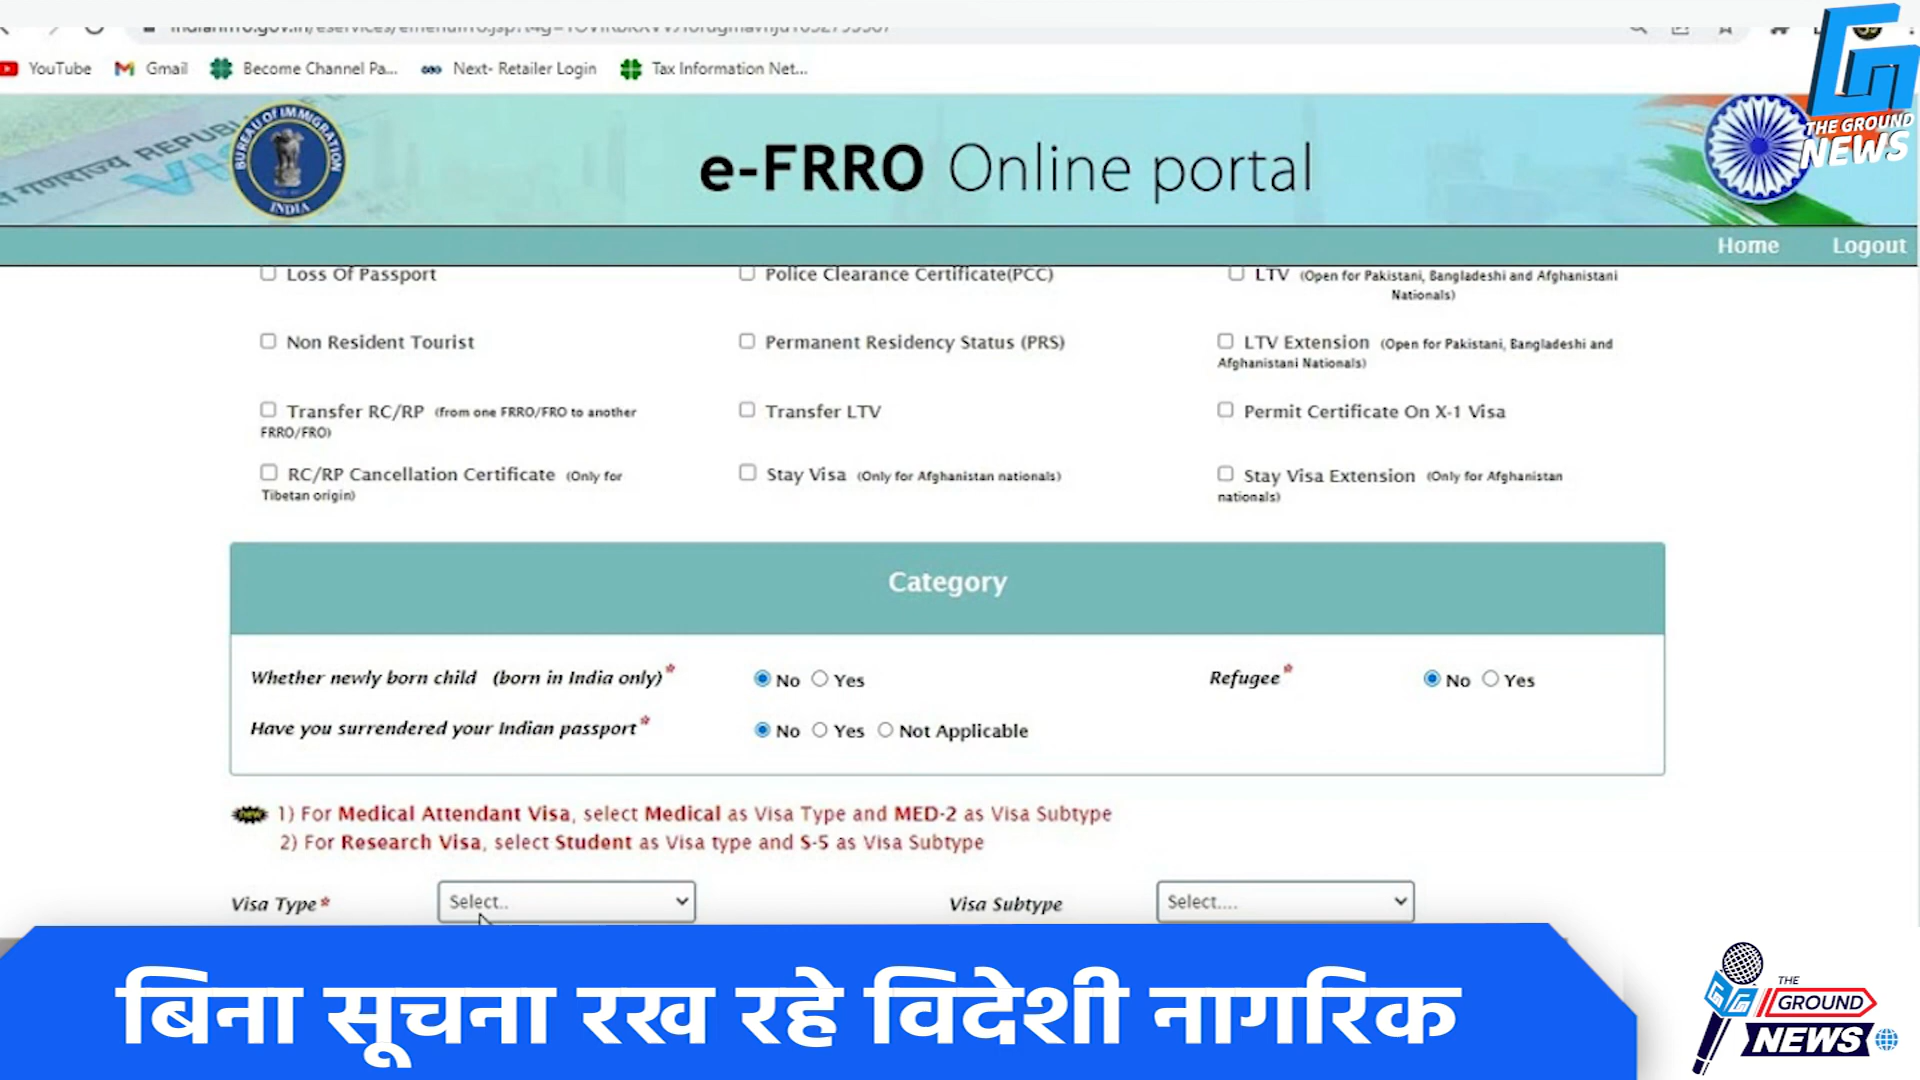 YouTube Gmail Become Channel Pa... Next- Retailer Login Tax Information Net...
गणराज्य REPUBL
BUREAU OF IMMIGRATION
INDIA
e-FRRO Online portal
THE GROUND
NEWS
Home Logout
Loss Of Passport
Police Clearance Certificate(PCC)
LTV (Open for Pakistani, Bangladeshi and Afghanistani
Nationals)
Non Resident Tourist
Permanent Residency Status (PRS)
LTV Extension (Open for Pakistani, Bangladeshi and
Afghanistani Nationals)
Transfer RC/RP (from one FRRO/FRO to another
FRRO/FRO)
Transfer LTV
Permit Certificate On X-1 Visa
RC/RP Cancellation Certificate (Only for
Tibetan origin)
Stay Visa (Only for Afghanistan nationals)
Stay Visa Extension (Only for Afghanistan
nationals)
Category
Whether newly born child (born in India only)* No Yes
Refugee* No Yes
Have you surrendered your Indian passport* No Yes Not Applicable
new 1) For Medical Attendant Visa, select Medical as Visa Type and MED-2 as Visa Subtype
2) For Research Visa, select Student as Visa type and S-5 as Visa Subtype
Visa Type* Select..
Visa Subtype Select....
बिना सूचना रख रहे विदेशी नागरिक
THE
GROUND
NEWS